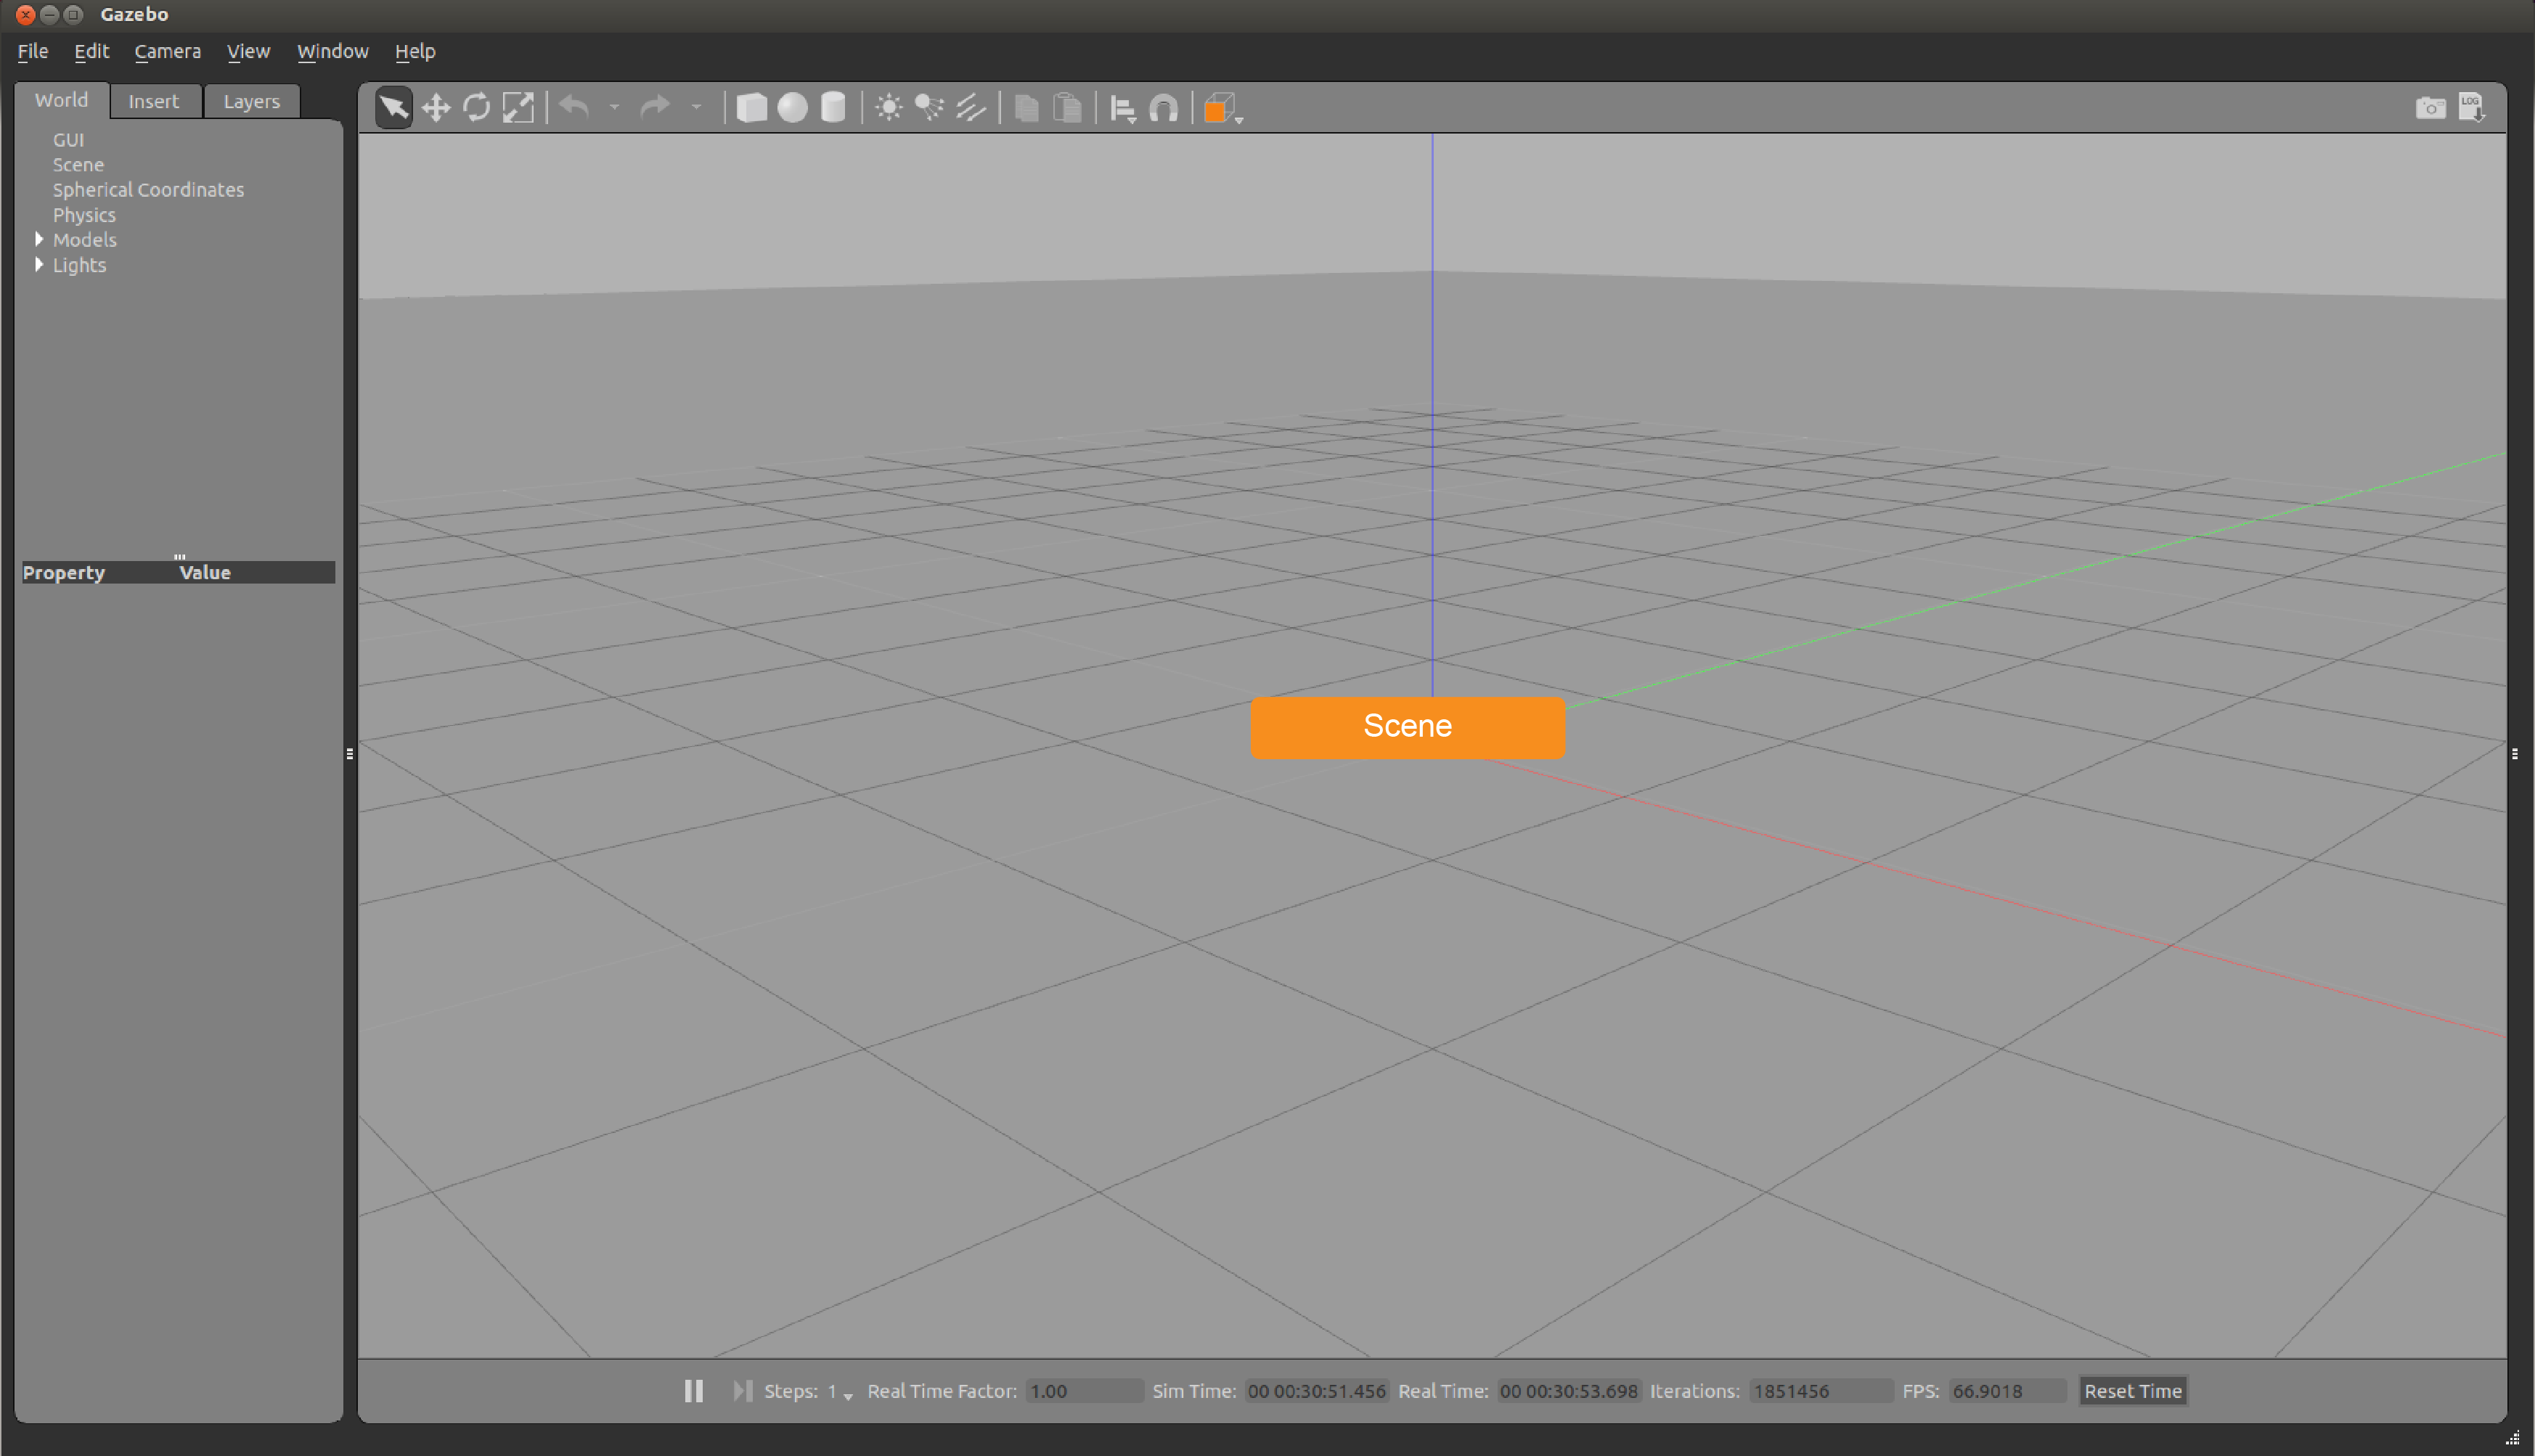 Gazebo
File Edit Camera View Window Help
World Insert Layers
LOG
GUI
Scene
Spherical Coordinates
Physics
Models
Lights
Property Value
Scene
Steps: 1 Real Time Factor: 1.00 Sim Time: 00 00:30:51.456 Real Time: 00 00:30:53.698 Iterations: 1851456 FPS: 66.9018 Reset Time